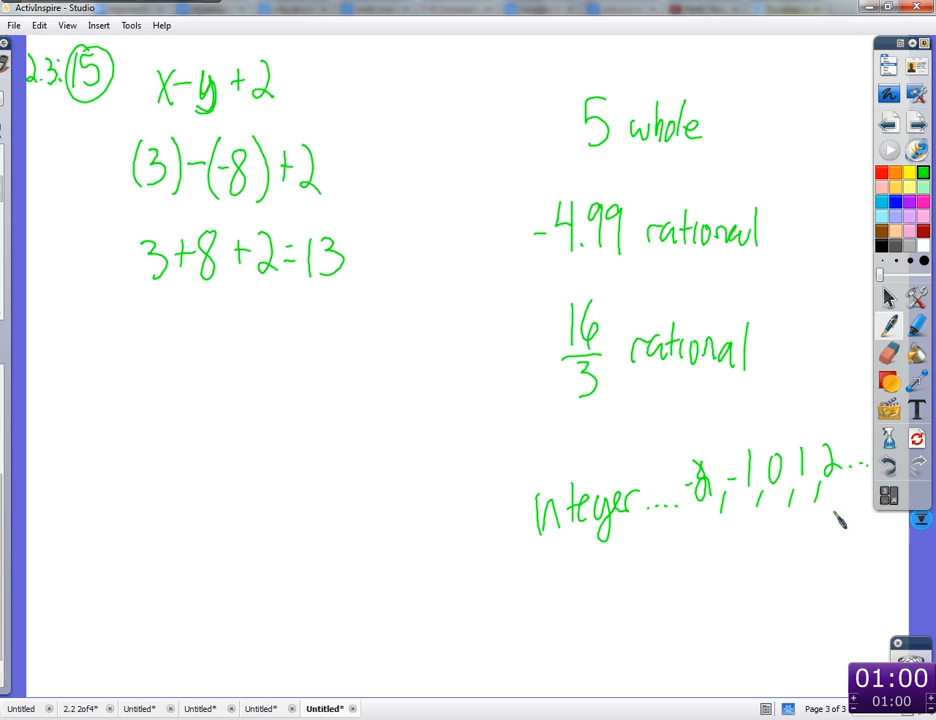 ActivInspire - Studio
File Edit View Insert Tools Help
2.3: 15
x-y+2
(3)-(-8)+2
3+8+2=13
5 whole
-4.99 rational
16/3 rational
Integer .... -2, -1, 0, 1, 2...
01:00
01:00
Untitled 2.2 2of4* Untitled* Untitled* Untitled* Untitled* Page 3 of 3